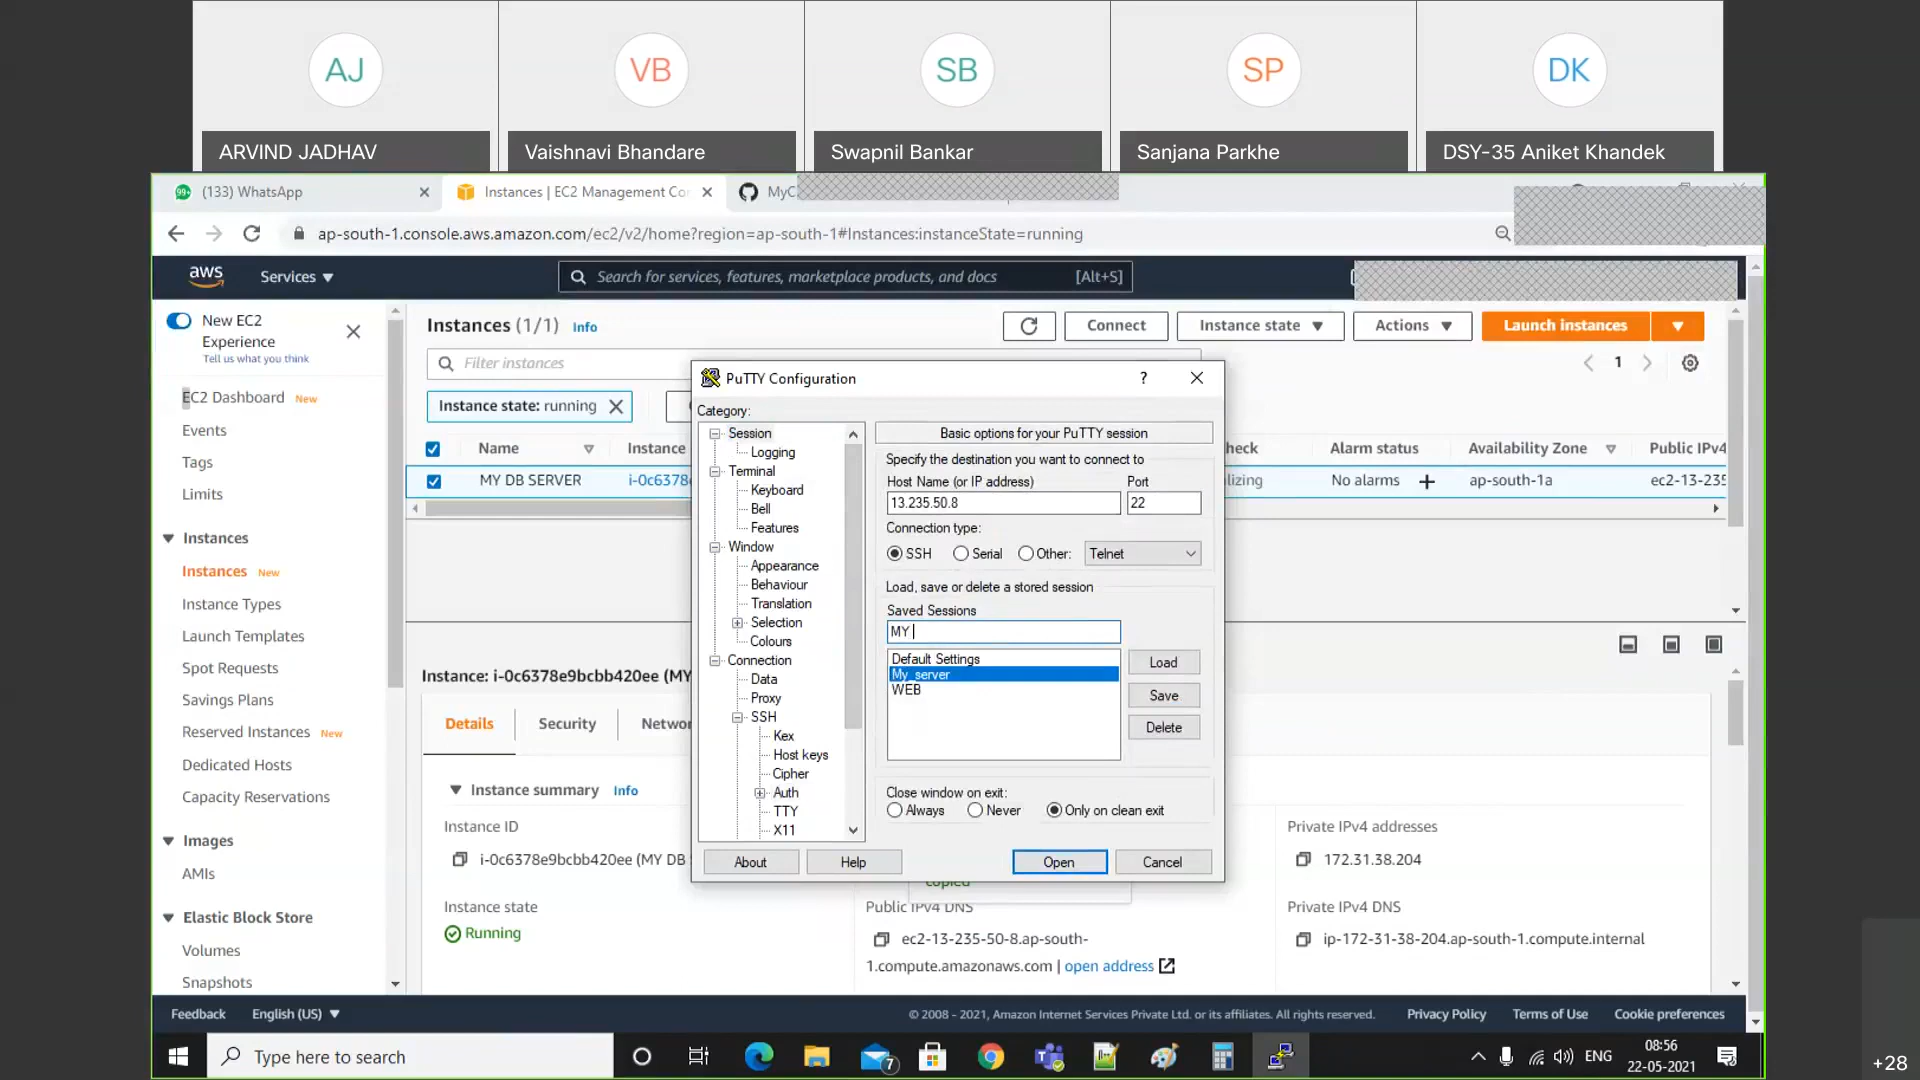 AJ
VB
SB
SP
DK
ARVIND JADHAV
Vaishnavi Bhandare
Swapnil Bankar
Sanjana Parkhe
DSY-35 Aniket Khandek
99+
(133) WhatsApp
Instances | EC2 Management Co
MyC
ap-south-1.console.aws.amazon.com/ec2/v2/home?region=ap-south-1#Instances:instanceState=running
aws
Services
Search for services, features, marketplace products, and docs
[Alt+S]
New EC2
Experience
Tell us what you think
EC2 Dashboard New
Events
Tags
Limits
Instances
Instances New
Instance Types
Launch Templates
Spot Requests
Savings Plans
Reserved Instances New
Dedicated Hosts
Capacity Reservations
Images
AMIs
Elastic Block Store
Volumes
Snapshots
Instances (1/1) Info
Connect
Instance state
Actions
Launch instances
Filter instances
1
Instance state: running
Name
Instance
heck
Alarm status
Availability Zone
Public IPv4
MY DB SERVER
i-0c6378
lizing
No alarms
ap-south-1a
ec2-13-235
PuTTY Configuration
?
Category:
Session
Logging
Terminal
Keyboard
Bell
Features
Window
Appearance
Behaviour
Translation
Selection
Colours
Connection
Data
Proxy
SSH
Kex
Host keys
Cipher
Auth
TTY
X11
Basic options for your PuTTY session
Specify the destination you want to connect to
Host Name (or IP address)
Port
13.235.50.8
22
Connection type:
SSH
Serial
Other:
Telnet
Load, save or delete a stored session
Saved Sessions
MY
Default Settings
My_server
WEB
Load
Save
Delete
Close window on exit:
Always
Never
Only on clean exit
About
Help
Open
Cancel
Instance: i-0c6378e9bcbb420ee (MY
Details
Security
Networ
Instance summary Info
Instance ID
i-0c6378e9bcbb420ee (MY DB
Instance state
Running
copied
Public IPv4 DNS
ec2-13-235-50-8.ap-south-
1.compute.amazonaws.com | open address
Private IPv4 addresses
172.31.38.204
Private IPv4 DNS
ip-172-31-38-204.ap-south-1.compute.internal
Feedback
English (US)
© 2008 - 2021, Amazon Internet Services Private Ltd. or its affiliates. All rights reserved.
Privacy Policy
Terms of Use
Cookie preferences
Type here to search
7
ENG
08:56
22-05-2021
+28